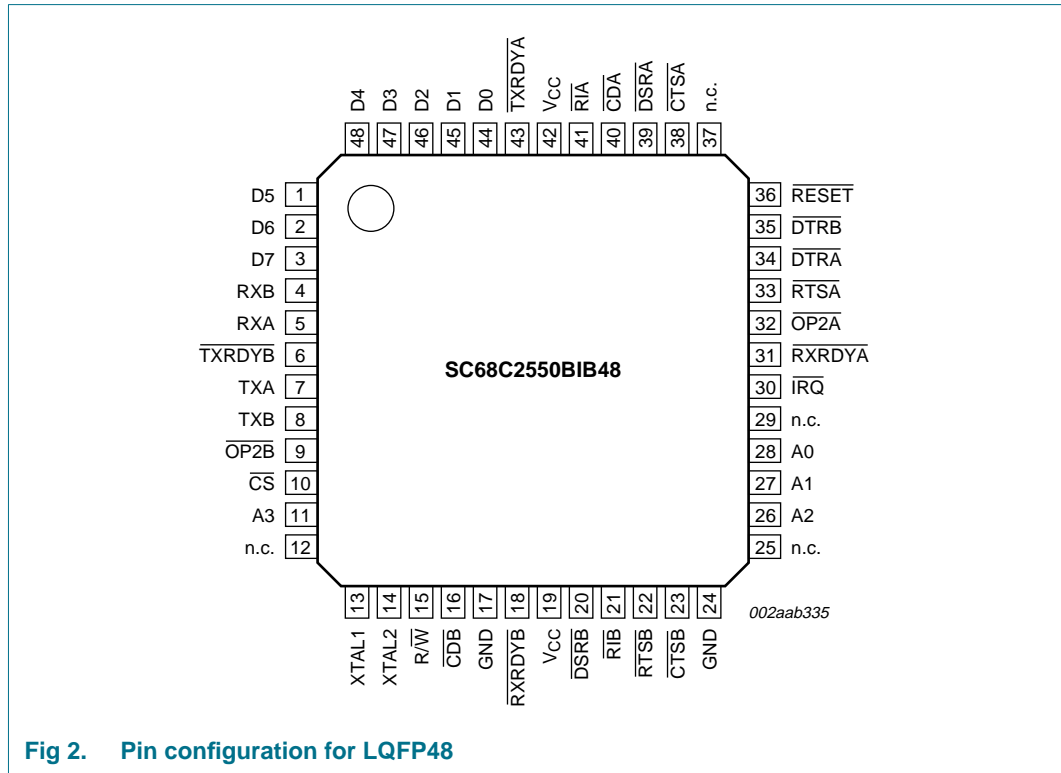 D4 D3 D2 D1 D0 TXRDYA VCC RIA CDA DSRA CTSA n.c.
48 47 46 45 44 43 42 41 40 39 38 37
D5 1 36 RESET
D6 2 35 DTRB
D7 3 34 DTRA
RXB 4 33 RTSA
RXA 5 32 OP2A
TXRDYB 6 31 RXRDYA
SC68C2550BIB48
TXA 7 30 IRQ
TXB 8 29 n.c.
OP2B 9 28 A0
CS 10 27 A1
A3 11 26 A2
n.c. 12 25 n.c.
13 14 15 16 17 18 19 20 21 22 23 24
XTAL1 XTAL2 R/W CDB GND RXRDYB VCC DSRB RIB RTSB CTSB GND
002aab335
Fig 2. Pin configuration for LQFP48